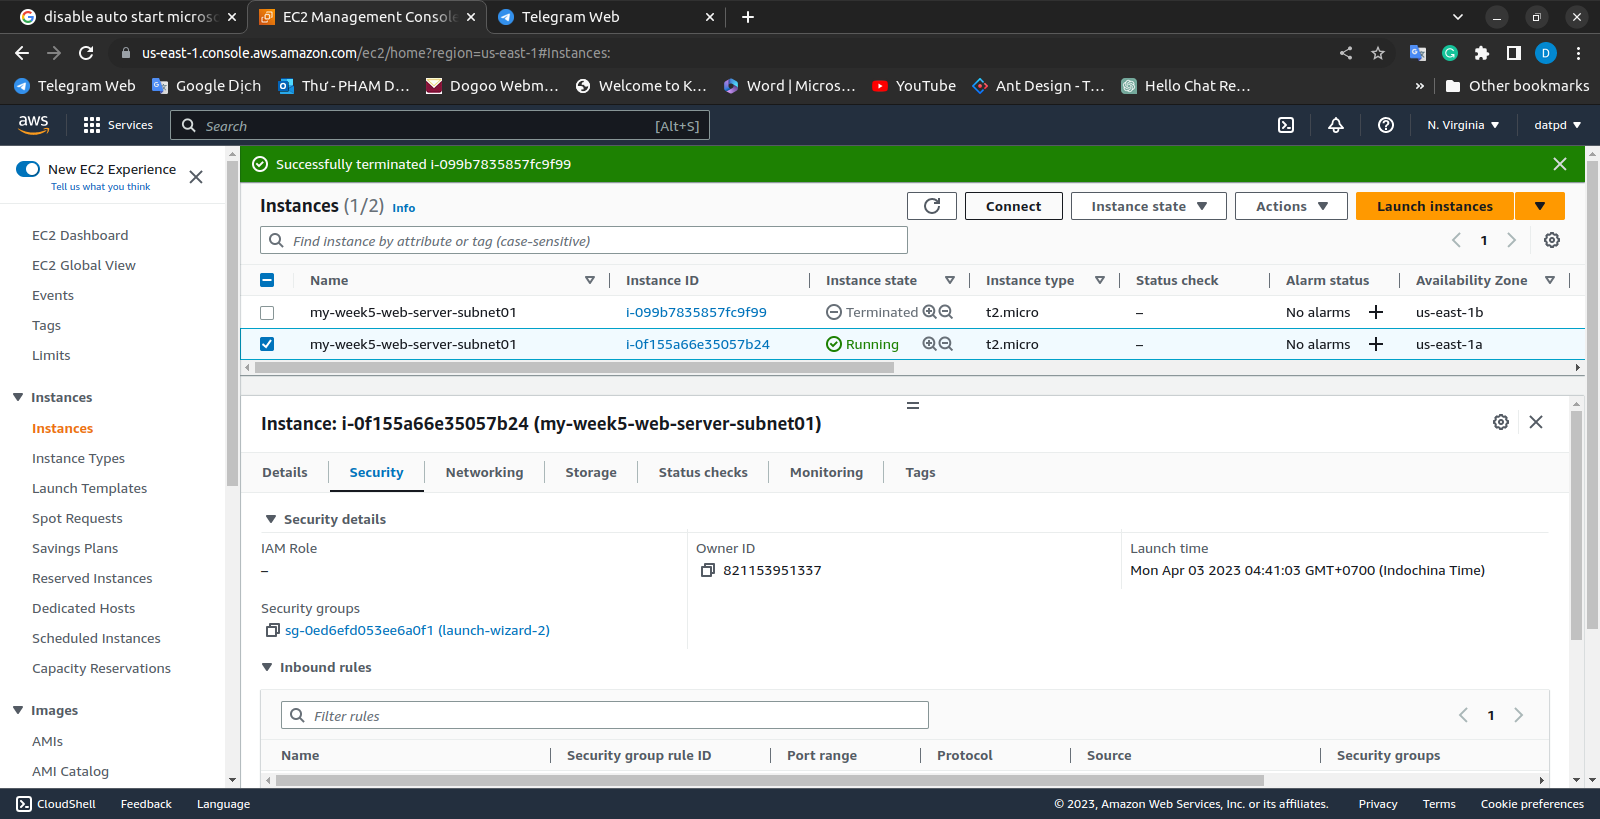 disable auto start micros
EC2 Management Console
Telegram Web
us-east-1.console.aws.amazon.com/ec2/home?region=us-east-1#Instances:
D
Telegram Web
Google Dịch
Thư - PHAM D...
Dogoo Webm...
Welcome to K...
Word | Micros...
YouTube
Ant Design - T...
Hello Chat Re...
»
Other bookmarks
aws
Services
Search
[Alt+S]
N. Virginia
datpd
New EC2 Experience
Tell us what you think
EC2 Dashboard
EC2 Global View
Events
Tags
Limits
Instances
Instances
Instance Types
Launch Templates
Spot Requests
Savings Plans
Reserved Instances
Dedicated Hosts
Scheduled Instances
Capacity Reservations
Images
AMIs
AMI Catalog
Successfully terminated i-099b7835857fc9f99
Instances (1/2) Info
Connect
Instance state
Actions
Launch instances
Find instance by attribute or tag (case-sensitive)
1
Name Instance ID Instance state Instance type Status check Alarm status Availability Zone
my-week5-web-server-subnet01 i-099b7835857fc9f99 Terminated t2.micro – No alarms + us-east-1b
my-week5-web-server-subnet01 i-0f155a66e35057b24 Running t2.micro – No alarms + us-east-1a
Instance: i-0f155a66e35057b24 (my-week5-web-server-subnet01)
Details Security Networking Storage Status checks Monitoring Tags
Security details
IAM Role
–
Owner ID
821153951337
Launch time
Mon Apr 03 2023 04:41:03 GMT+0700 (Indochina Time)
Security groups
sg-0ed6efd053ee6a0f1 (launch-wizard-2)
Inbound rules
Filter rules
1
Name Security group rule ID Port range Protocol Source Security groups
CloudShell Feedback Language
© 2023, Amazon Web Services, Inc. or its affiliates. Privacy Terms Cookie preferences